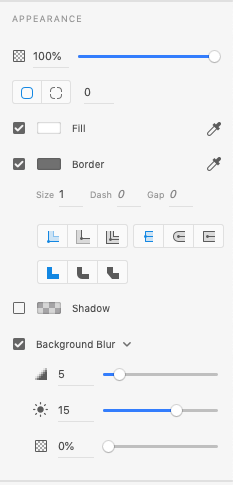 APPEARANCE
100%
0
Fill
Border
Size 1 Dash 0 Gap 0
Shadow
Background Blur
5
15
0%